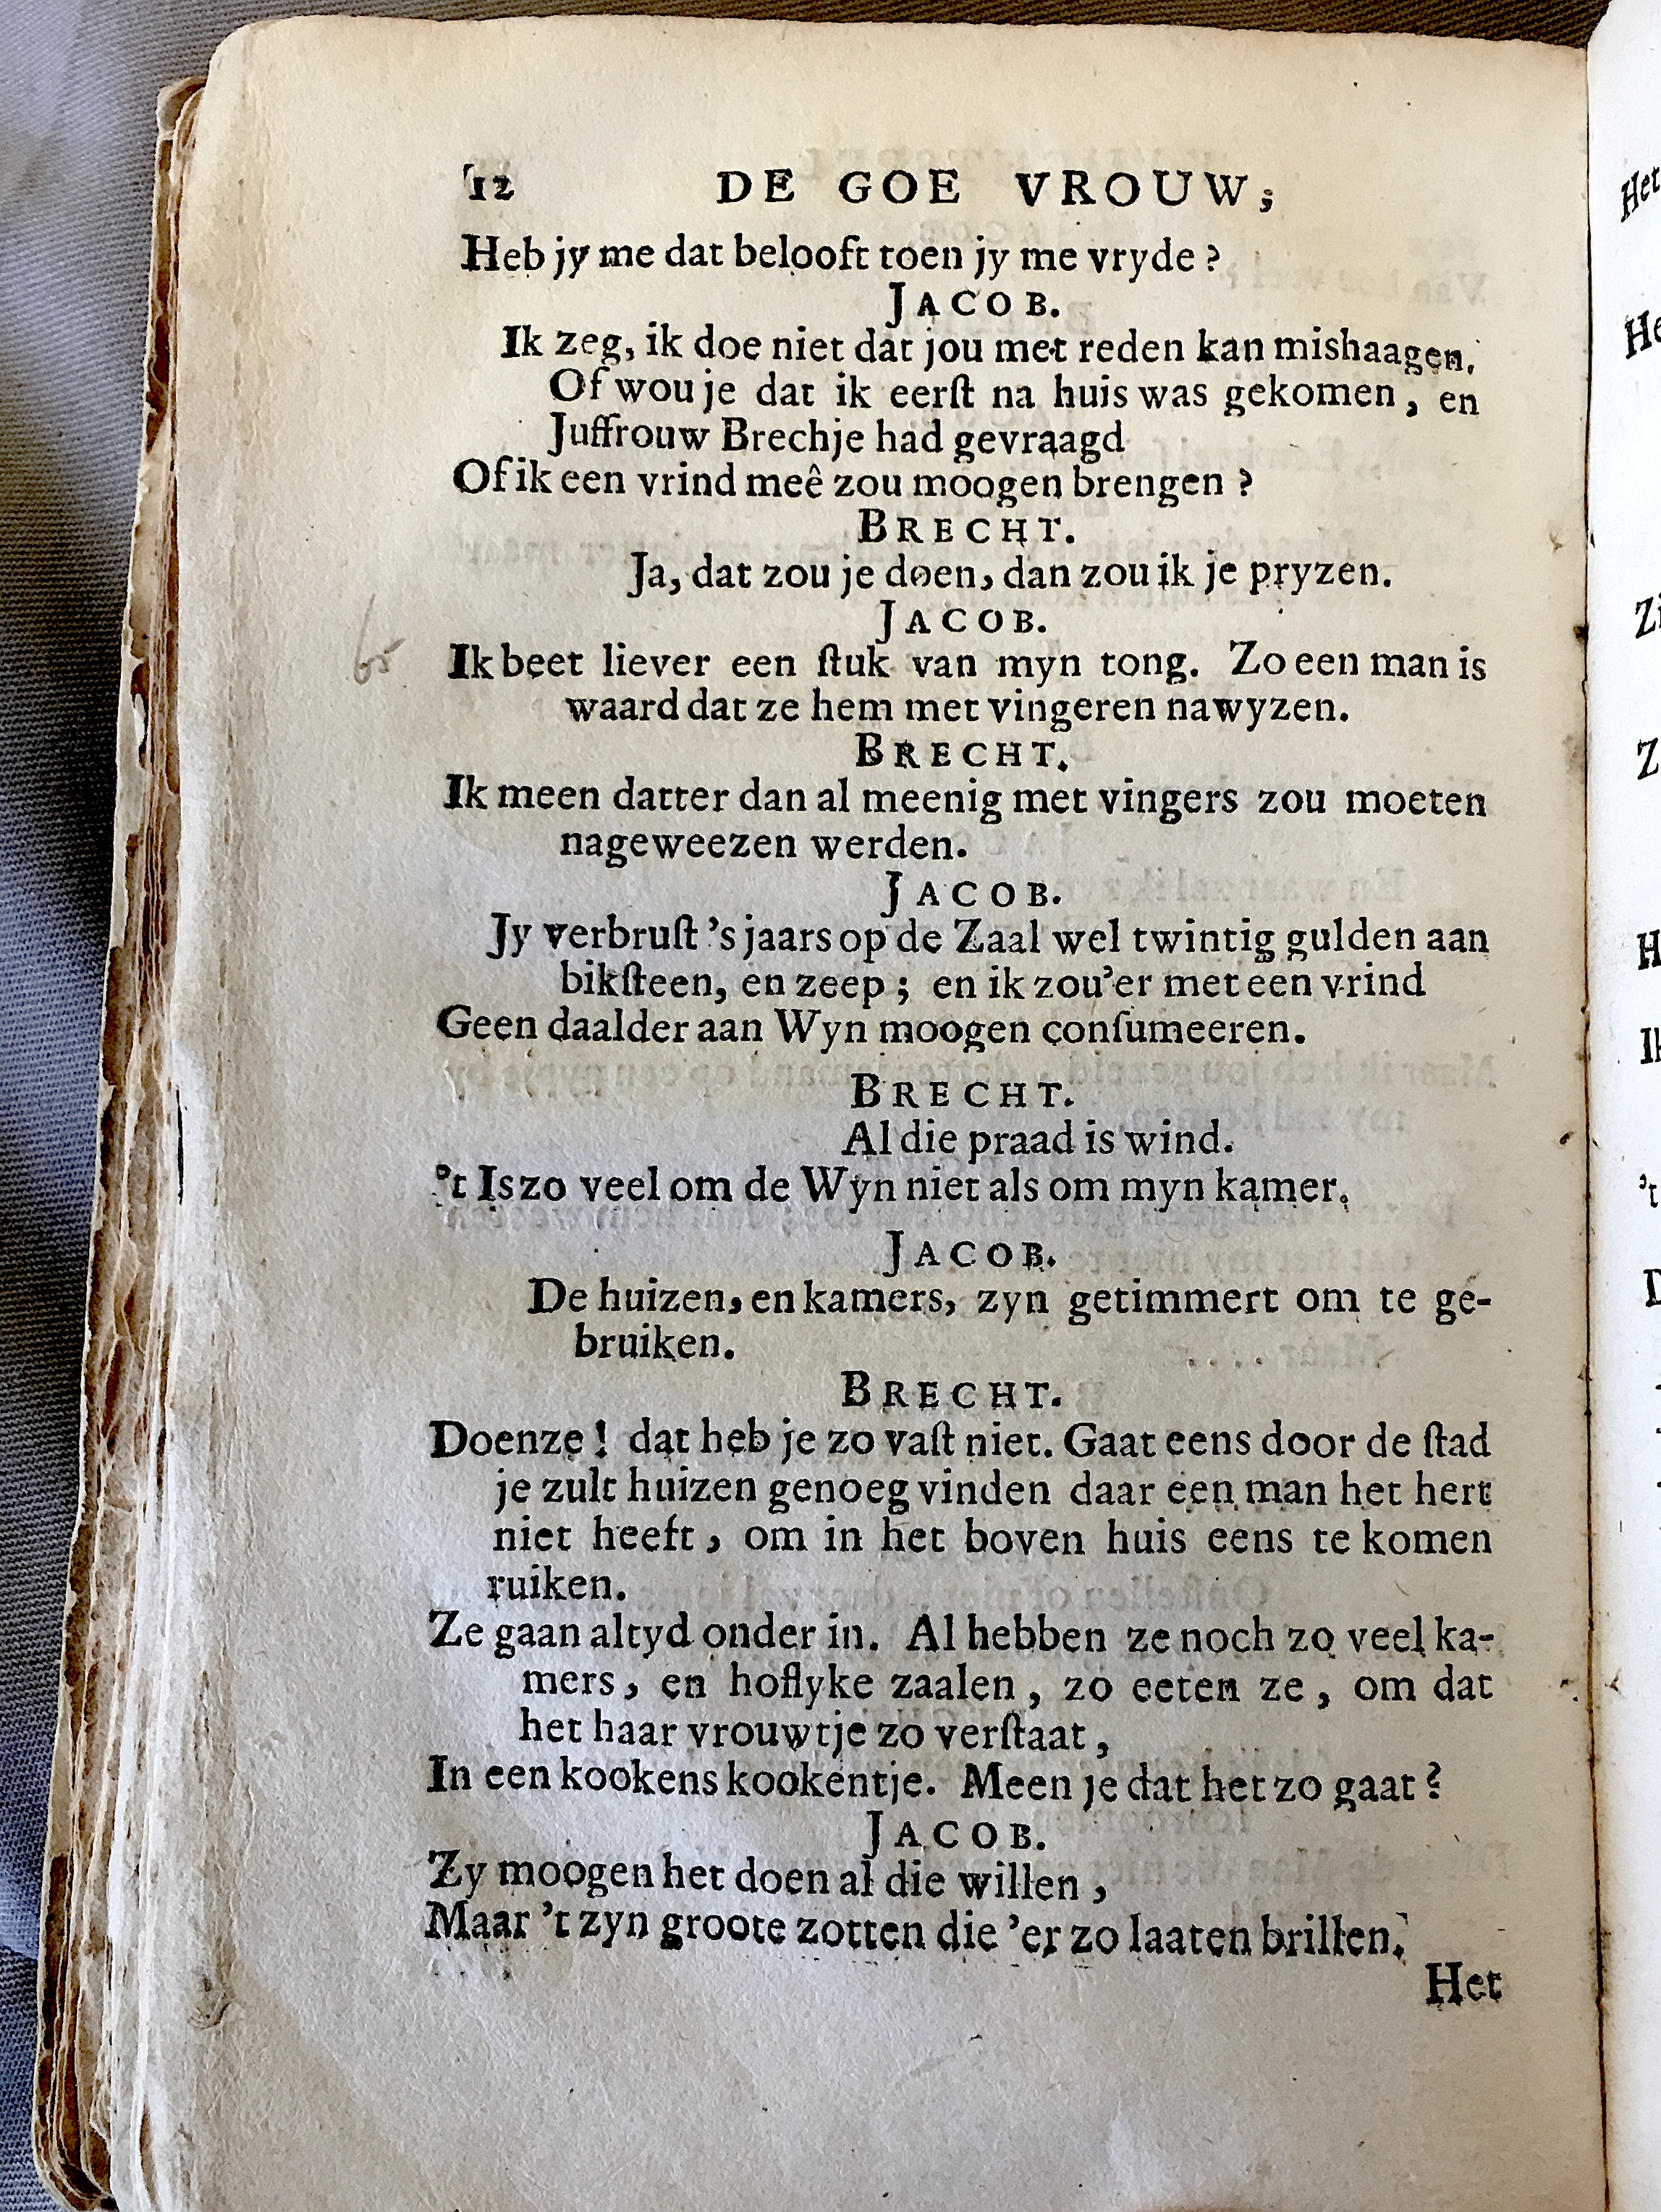 12 DE GOE VROUW;
Heb jy me dat belooft toen jy me vryde?
JACOB.
Ik zeg, ik doe niet dat jou met reden kan mishaagen.
Of wou je dat ik eerſt na huis was gekomen, en
Juffrouw Brechje had gevraagd
Of ik een vrind meê zou moogen brengen?
BRECHT.
Ja, dat zou je doen, dan zou ik je pryzen.
JACOB.
65
Ik beet liever een ſtuk van myn tong. Zo een man is
waard dat ze hem met vingeren nawyzen.
BRECHT.
Ik meen datter dan al meenig met vingers zou moeten
nageweezen werden.
JACOB.
Jy verbruſt 's jaars op de Zaal wel twintig gulden aan
bikſteen, en zeep; en ik zou'er met een vrind
Geen daalder aan Wyn moogen conſumeeren.
BRECHT.
Al die praad is wind.
't Is zo veel om de Wyn niet als om myn kamer.
JACOB.
De huizen, en kamers, zyn getimmert om te ge-
bruiken.
BRECHT.
Doenze! dat heb je zo vaſt niet. Gaat eens door de ſtad
je zult huizen genoeg vinden daar een man het hert
niet heeft, om in het boven huis eens te komen
ruiken.
Ze gaan altyd onder in. Al hebben ze noch zo veel ka-
mers, en hoflyke zaalen, zo eeten ze, om dat
het haar vrouwtje zo verſtaat,
In een kookens kookentje. Meen je dat het zo gaat?
JACOB.
Zy moogen het doen al die willen,
Maar 't zyn groote zotten die 'er zo laaten brillen.
Het
Het
He
Zi
Z
H
Ik
't
D